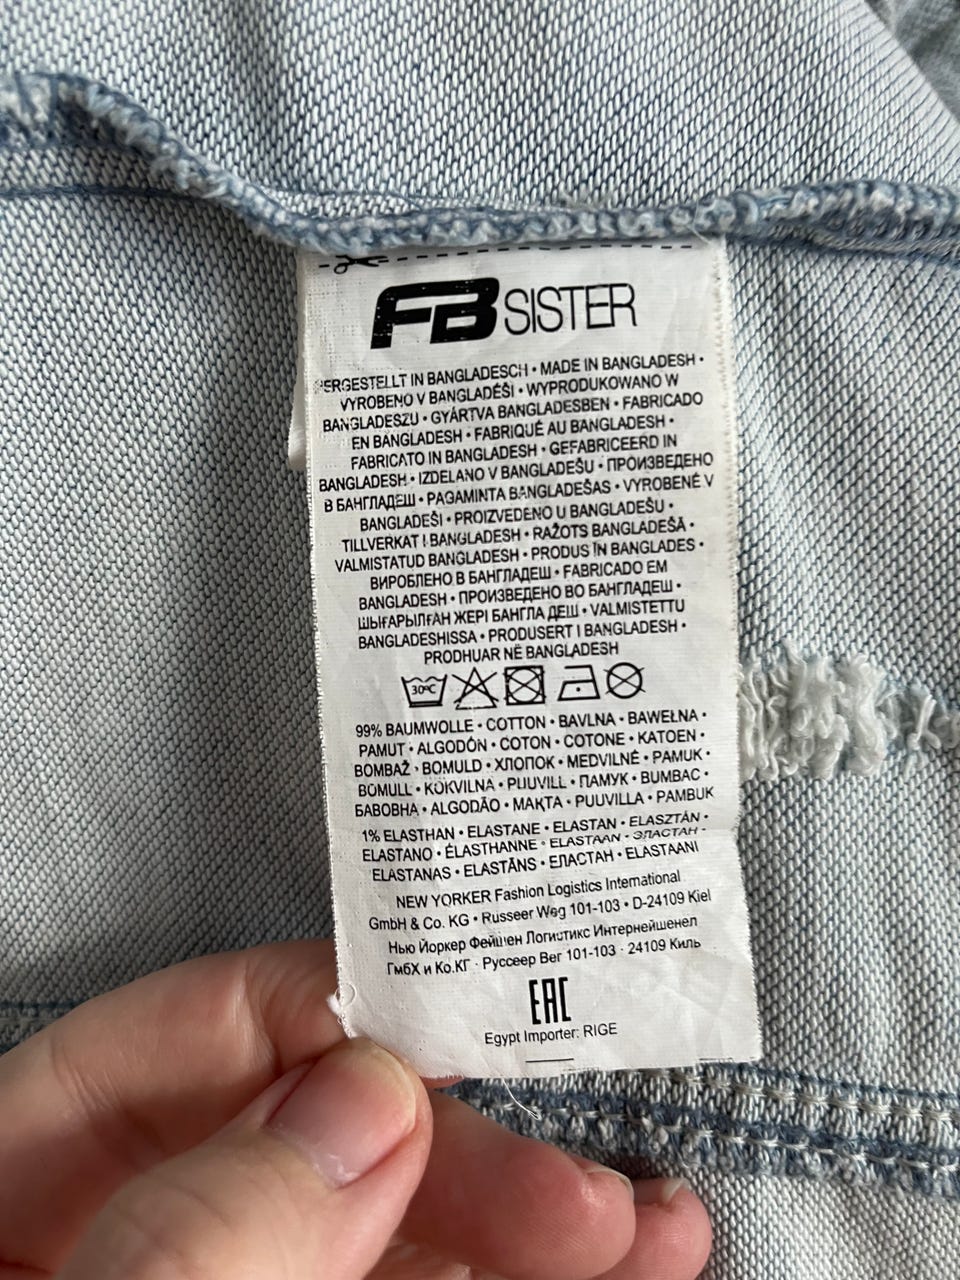 FB SISTER
HERGESTELLT IN BANGLADESCH • MADE IN BANGLADESH •
VYROBENO V BANGLADÉŠI • WYPRODUKOWANO W
BANGLADESZU • GYÁRTVA BANGLADESBEN • FABRICADO
EN BANGLADESH • FABRIQUÉ AU BANGLADESH •
FABRICATO IN BANGLADESH • GEFABRICEERD IN
BANGLADESH • IZDELANO V BANGLADEŠU • ПРОИЗВЕДЕНО
В БАНГЛАДЕШ • PAGAMINTA BANGLADEŠAS • VYROBENÉ V
BANGLADEŠI • PROIZVEDENO U BANGLADEŠU •
TILLVERKAT I BANGLADESH • RAŽOTS BANGLADEŠĀ •
VALMISTATUD BANGLADESH • PRODUS ÎN BANGLADES •
ВИРОБЛЕНО В БАНГЛАДЕШ • FABRICADO EM
BANGLADESH • ПРОИЗВЕДЕНО ВО БАНГЛАДЕШ •
ШЫҒАРЫЛҒАН ЖЕРІ БАНГЛА ДЕШ • VALMISTETTU
BANGLADESHISSA • PRODUSERT I BANGLADESH •
PRODHUAR NË BANGLADESH
30°C
99% BAUMWOLLE • COTTON • BAVLNA • BAWEŁNA •
PAMUT • ALGODÓN • COTON • COTONE • KATOEN •
BOMBAŽ • BOMULD • ХЛОПОК • MEDVILNĖ • PAMUK •
BOMULL • KOKVILNA • PUUVILL • ПАМУК • BUMBAC •
БАВОВНА • ALGODÃO • МАҚТА • PUUVILLA • PAMBUK
1% ELASTHAN • ELASTANE • ELASTAN • ELASZTÁN •
ELASTANO • ÉLASTHANNE • ELASTAAN • ЭЛАСТАН •
ELASTANAS • ELASTĀNS • ЕЛАСТАН • ELASTAANI
NEW YORKER Fashion Logistics International
GmbH & Co. KG • Russeer Weg 101-103 • D-24109 Kiel
Нью Йоркер Фейшен Логистикс Интернейшенел
ГмбХ и Ко.КГ · Руссеер Вег 101-103 · 24109 Киль
EAC
Egypt Importer: RIGE